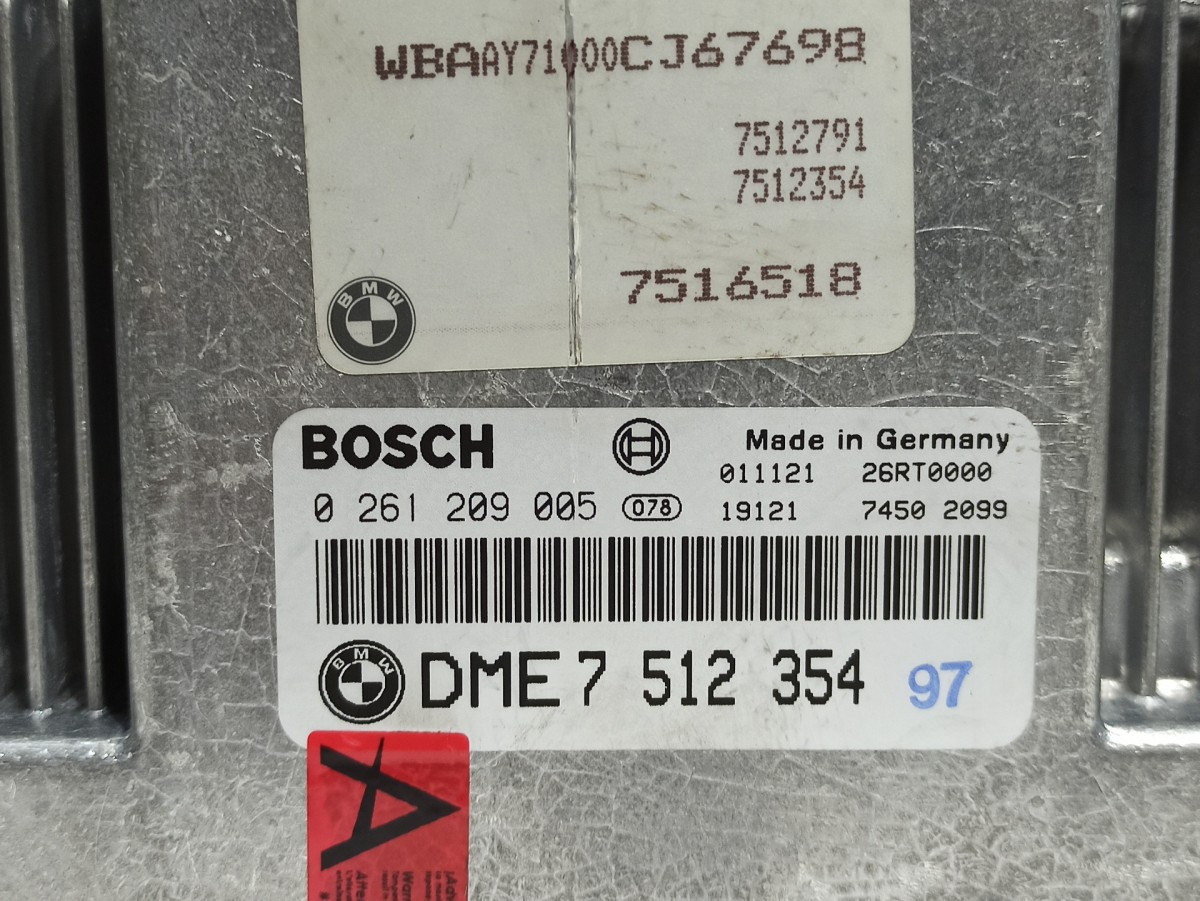 WBAAY71000CJ67698
7512791
7512354
7516518
BMW
BOSCH
Made in Germany
011121 26RT0000
0 261 209 005 078 19121 7450 2099
BMW
DME 7 512 354 97
A